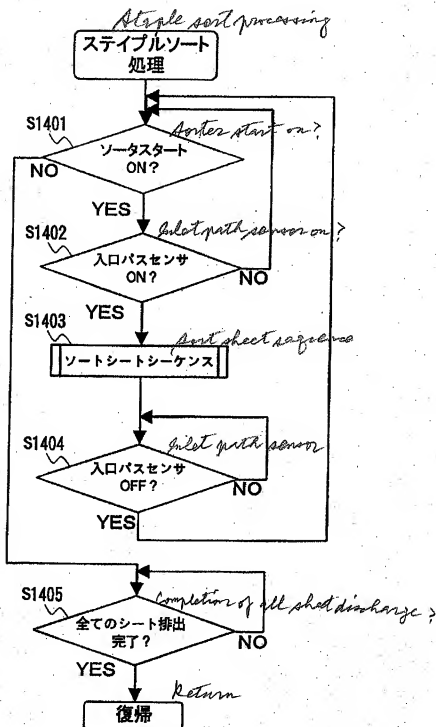 Staple sort processing
ステイプルソート
処理
S1401
Sorter start on?
ソータスタート
ON?
NO
YES
S1402
Inlet path sensor on?
入口パスセンサ
ON?
NO
YES
S1403
Sort sheet sequence
ソートシートシーケンス
S1404
Inlet path sensor
入口パスセンサ
OFF?
NO
YES
S1405
Completion of all sheet discharge?
全てのシート排出
完了?
NO
YES
Return
復帰